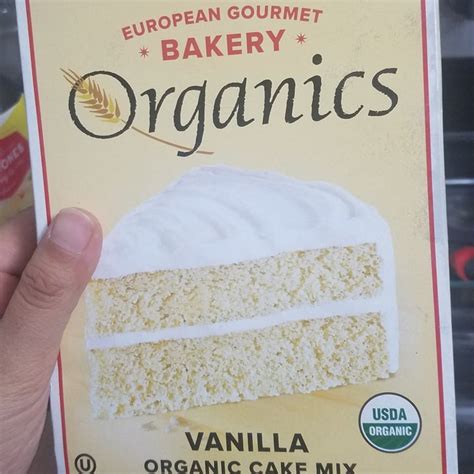 EUROPEAN GOURMET
* BAKERY *
Organics
USDA
ORGANIC
VANILLA
U
ORGANIC CAKE MIX